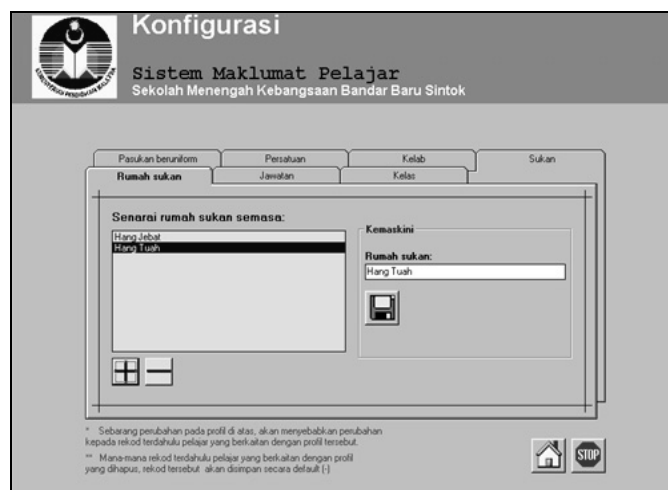 Konfigurasi
Sistem Maklumat Pelajar
Sekolah Menengah Kebangsaan Bandar Baru Sintok
Pasukan beruniform Persatuan Kelab Sukan
Rumah sukan Jawatan Kelas
Senarai rumah sukan semasa:
Hang Jebat
Hang Tuah
Kemaskini
Rumah sukan:
Hang Tuah
* Sebarang perubahan pada profil di atas, akan menyebabkan perubahan
kepada rekod terdahulu pelajar yang berkaitan dengan profil tersebut.
** Mana-mana rekod terdahulu pelajar yang berkaitan dengan profil
yang dihapus, rekod tersebut akan disimpan secara default (-)
STOP